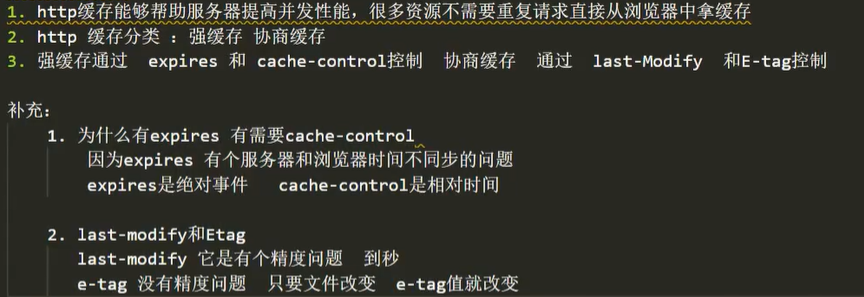 1. http缓存能够帮助服务器提高并发性能，很多资源不需要重复请求直接从浏览器中拿缓存
2. http 缓存分类 ：强缓存 协商缓存
3. 强缓存通过 expires 和 cache-control控制 协商缓存 通过 last-Modify 和E-tag控制
补充：
1. 为什么有expires 有需要cache-control
因为expires 有个服务器和浏览器时间不同步的问题
expires是绝对事件 cache-control是相对时间
2. last-modify和Etag
last-modify 它是有个精度问题 到秒
e-tag 没有精度问题 只要文件改变 e-tag值就改变